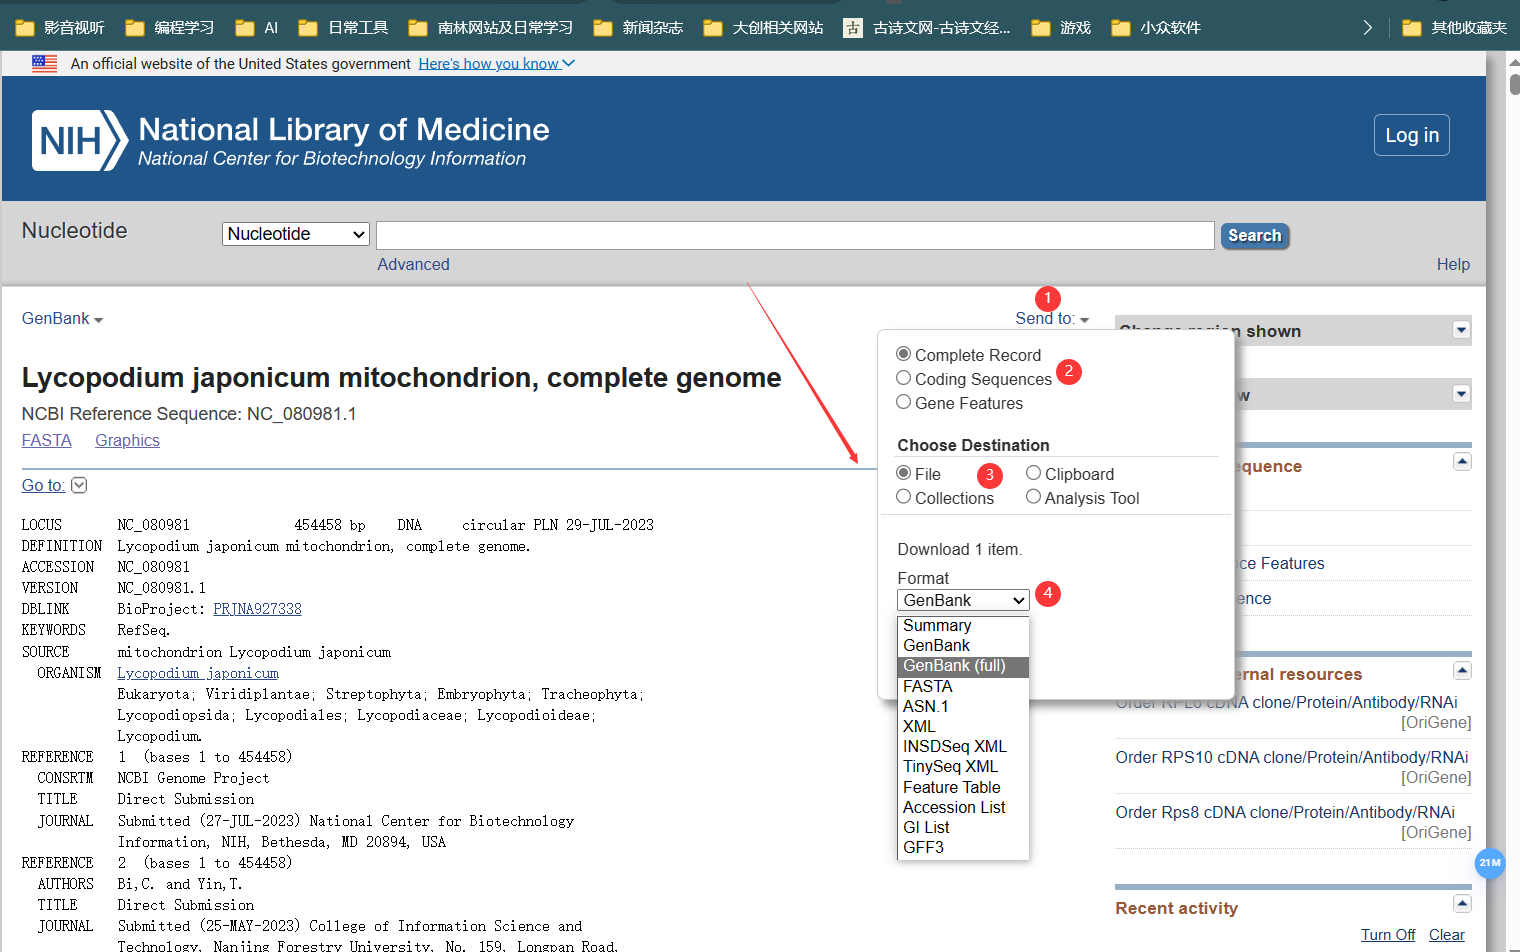 影音视听 编程学习 AI 日常工具 南林网站及日常学习 新闻杂志 大创相关网站 古 古诗文网-古诗文经... 游戏 小众软件 其他收藏夹
An official website of the United States government Here's how you know
NIH National Library of Medicine
National Center for Biotechnology Information
Log in
Nucleotide Nucleotide Search
Advanced Help
1
GenBank Send to:
shown
Complete Record
Coding Sequences 2
Gene Features
w
Lycopodium japonicum mitochondrion, complete genome
NCBI Reference Sequence: NC_080981.1
FASTA Graphics
Choose Destination
File 3 Clipboard
Collections Analysis Tool
equence
Go to:
Download 1 item.
Format
GenBank 4
Summary
GenBank
GenBank (full)
FASTA
ASN.1
XML
INSDSeq XML
TinySeq XML
Feature Table
Accession List
GI List
GFF3
LOCUS NC_080981 454458 bp DNA circular PLN 29-JUL-2023
DEFINITION Lycopodium japonicum mitochondrion, complete genome.
ACCESSION NC_080981
VERSION NC_080981.1
DBLINK BioProject: PRJNA927338
KEYWORDS RefSeq.
SOURCE mitochondrion Lycopodium japonicum
ORGANISM Lycopodium japonicum
Eukaryota; Viridiplantae; Streptophyta; Embryophyta; Tracheophyta;
Lycopodiopsida; Lycopodiales; Lycopodiaceae; Lycopodioideae;
Lycopodium.
REFERENCE 1 (bases 1 to 454458)
CONSRTM NCBI Genome Project
TITLE Direct Submission
JOURNAL Submitted (27-JUL-2023) National Center for Biotechnology
Information, NIH, Bethesda, MD 20894, USA
REFERENCE 2 (bases 1 to 454458)
AUTHORS Bi,C. and Yin,T.
TITLE Direct Submission
JOURNAL Submitted (25-MAY-2023) College of Information Science and
Technology, Nanjing Forestry University, No. 159, Longpan Road,
ce Features
ence
rnal resources
Order RPL6 cDNA clone/Protein/Antibody/RNAi
[OriGene]
Order RPS10 cDNA clone/Protein/Antibody/RNAi
[OriGene]
Order Rps8 cDNA clone/Protein/Antibody/RNAi
[OriGene]
21M
Recent activity
Turn Off Clear